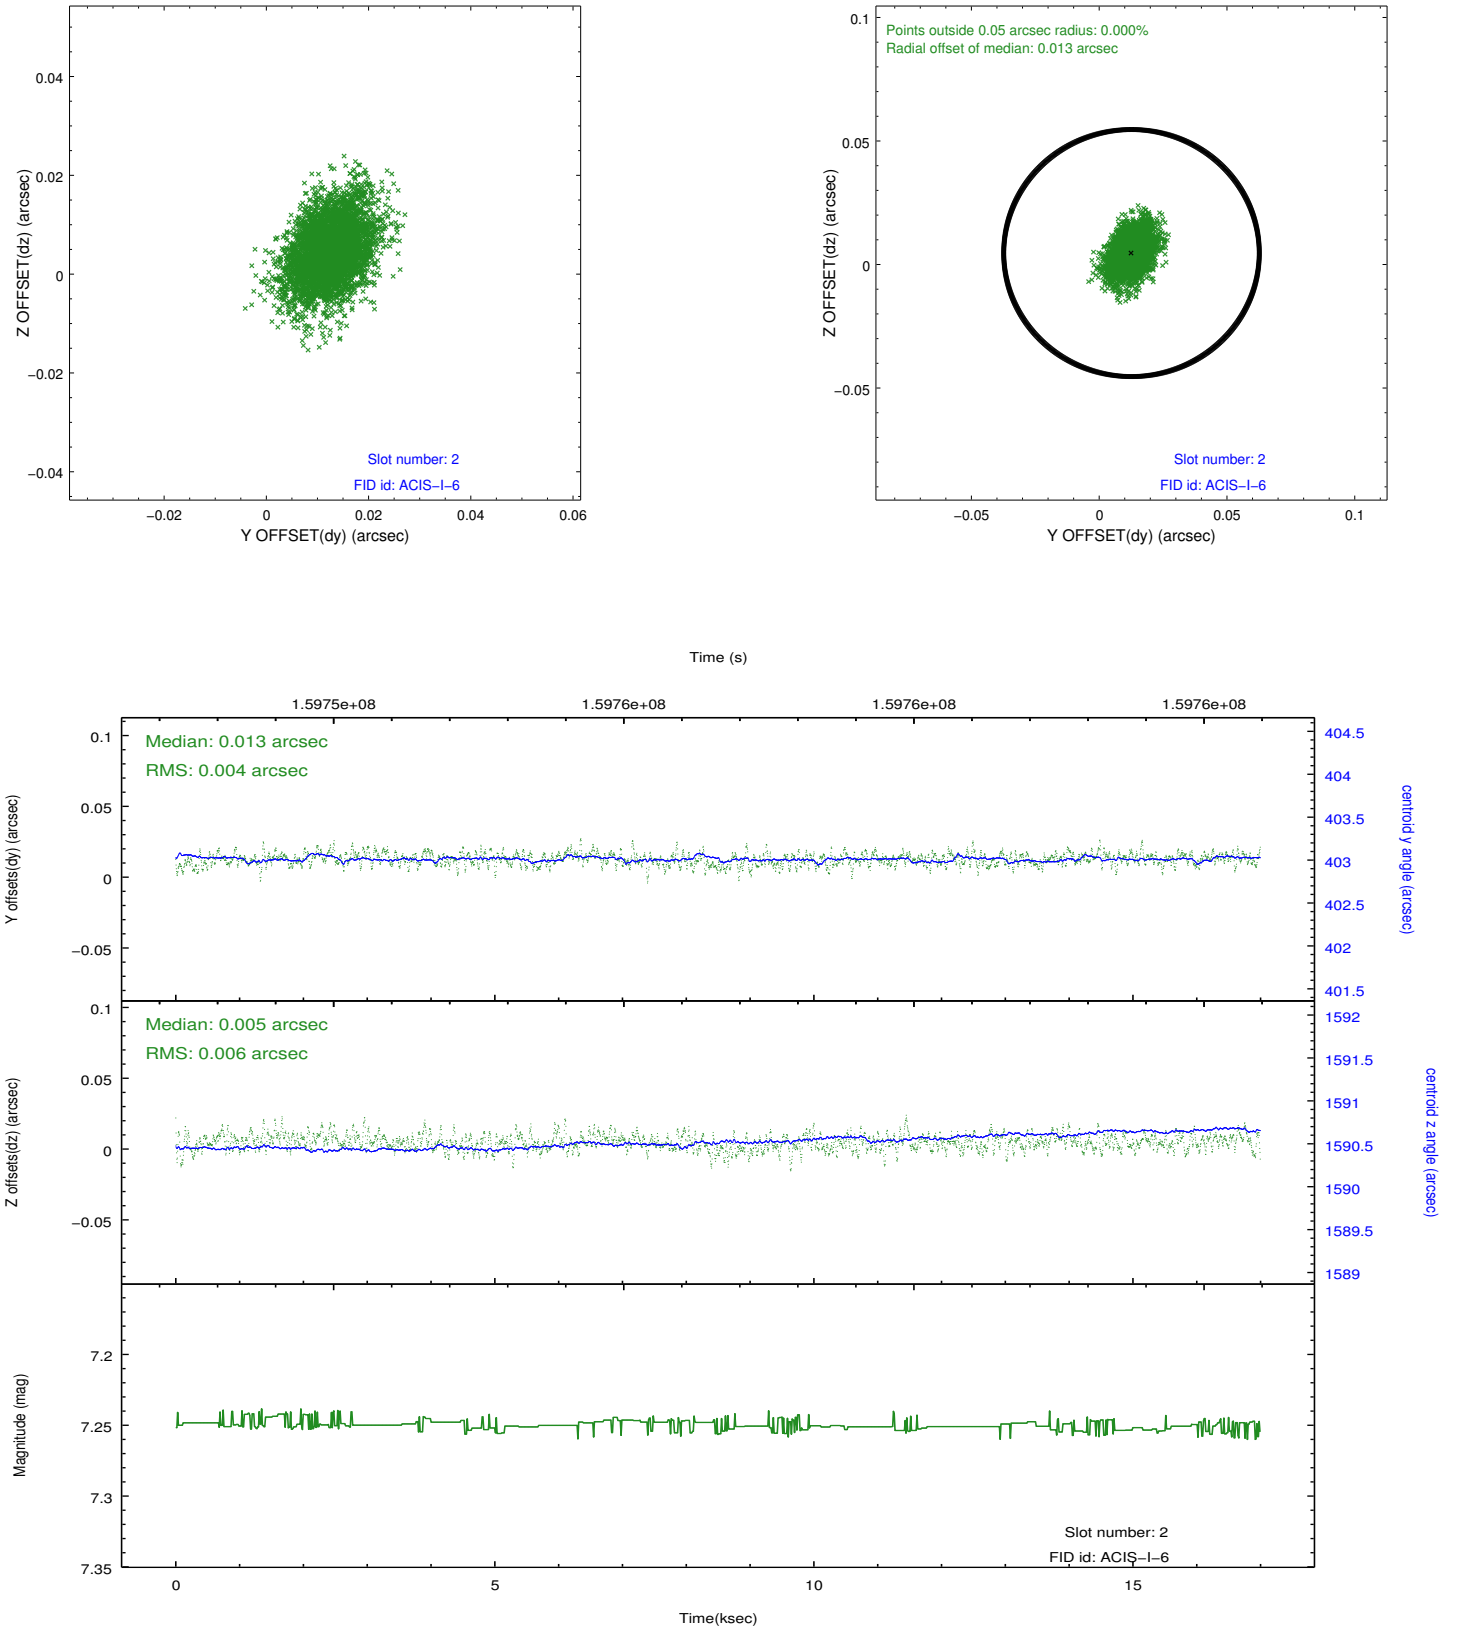 0.04
0.02
0
−0.02
−0.04
Z OFFSET(dz) (arcsec)
Slot number: 2
FID id: ACIS−I−6
−0.02 0 0.02 0.04 0.06
Y OFFSET(dy) (arcsec)
Points outside 0.05 arcsec radius: 0.000%
Radial offset of median: 0.013 arcsec
0.1
0.05
0
−0.05
Z OFFSET(dz) (arcsec)
Slot number: 2
FID id: ACIS−I−6
−0.05 0 0.05 0.1
Y OFFSET(dy) (arcsec)
Time (s)
1.5975e+08 1.5976e+08 1.5976e+08 1.5976e+08
Median: 0.013 arcsec
RMS: 0.004 arcsec
0.1
0.05
0
−0.05
Y offsets(dy) (arcsec)
404.5
404
403.5
403
402.5
402
401.5
centroid y angle (arcsec)
Median: 0.005 arcsec
RMS: 0.006 arcsec
0.1
0.05
0
−0.05
Z offsets(dz) (arcsec)
1592
1591.5
1591
1590.5
1590
1589.5
1589
centroid z angle (arcsec)
7.2
7.25
7.3
7.35
Magnitude (mag)
Slot number: 2
FID id: ACIS−I−6
0 5 10 15
Time(ksec)